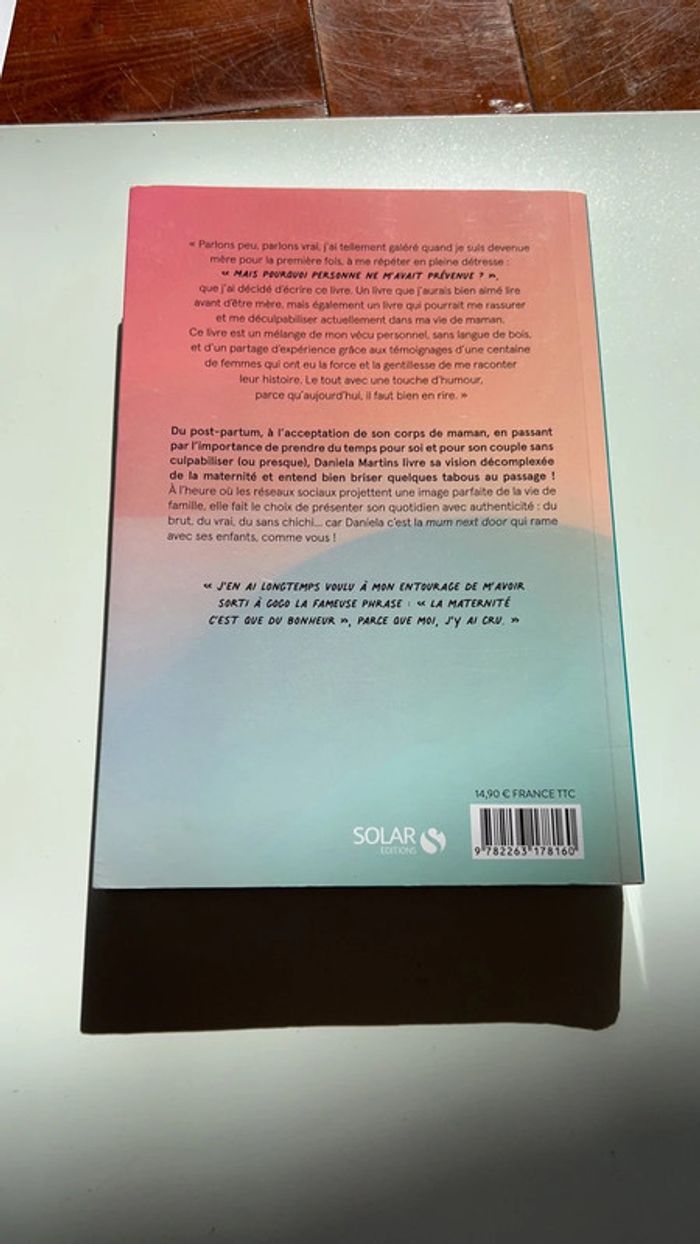 « Parlons peu, parlons vrai, j'ai tellement galéré quand je suis devenue
mère pour la première fois, à me répéter en pleine détresse :
« MAIS POURQUOI PERSONNE NE M'AVAIT PRÉVENUE ? »,
que j'ai décidé d'écrire ce livre. Un livre que j'aurais bien aimé lire
avant d'être mère, mais également un livre qui pourrait me rassurer
et me déculpabiliser actuellement dans ma vie de maman.
Ce livre est un mélange de mon vécu personnel, sans langue de bois,
et d'un partage d'expérience grâce aux témoignages d'une centaine
de femmes qui ont eu la force et la gentillesse de me raconter
leur histoire. Le tout avec une touche d'humour,
parce qu'aujourd'hui, il faut bien en rire. »
Du post-partum, à l'acceptation de son corps de maman, en passant
par l'importance de prendre du temps pour soi et pour son couple sans
culpabiliser (ou presque), Daniela Martins livre sa vision décomplexée
de la maternité et entend bien briser quelques tabous au passage !
À l'heure où les réseaux sociaux projettent une image parfaite de la vie de
famille, elle fait le choix de présenter son quotidien avec authenticité : du
brut, du vrai, du sans chichi... car Daniela c'est la mum next door qui rame
avec ses enfants, comme vous !
« J'EN AI LONGTEMPS VOULU À MON ENTOURAGE DE M'AVOIR
SORTI À GOGO LA FAMEUSE PHRASE : « LA MATERNITÉ
C'EST QUE DU BONHEUR », PARCE QUE MOI, J'Y AI CRU. »
14,90 € FRANCE TTC
SOLAR
ÉDITIONS
9 782263 178160